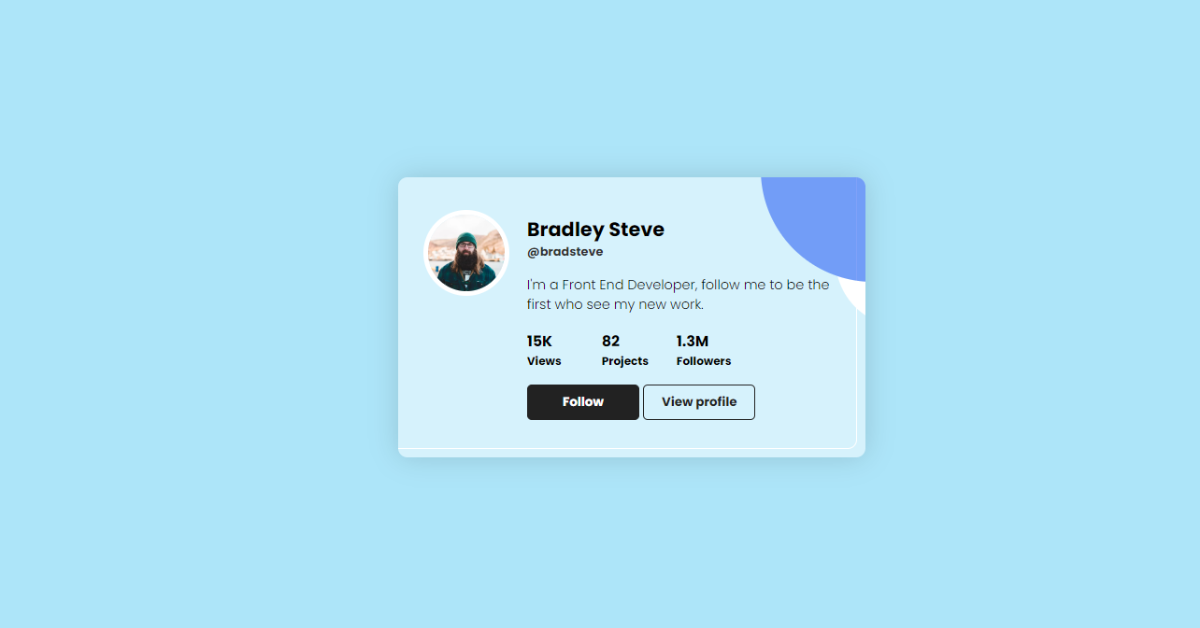 Bradley Steve
@bradsteve
I'm a Front End Developer, follow me to be the
first who see my new work.
15K 82 1.3M
Views Projects Followers
Follow View profile